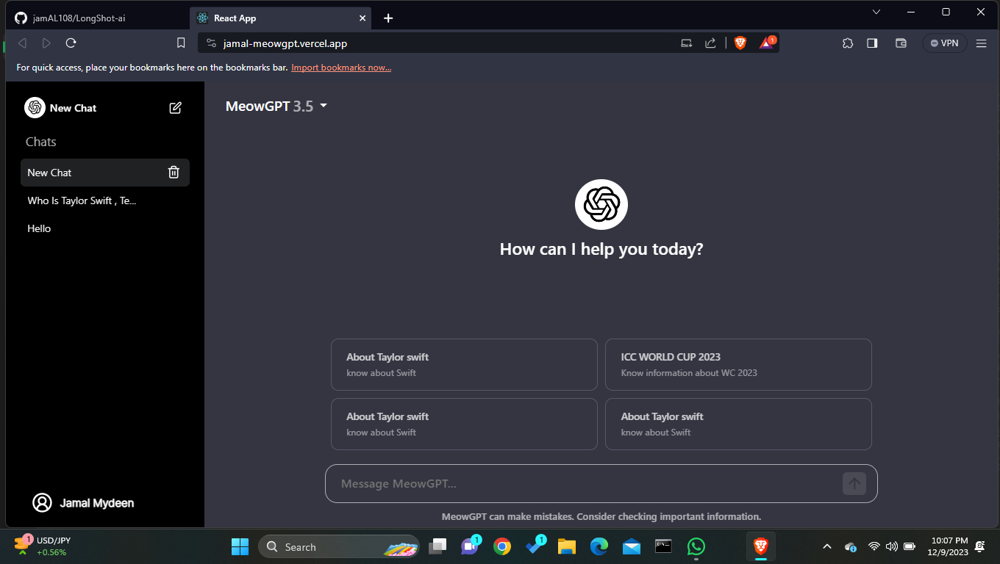 jamAL108/LongShot-ai
React App
jamal-meowgpt.vercel.app
1
VPN
For quick access, place your bookmarks here on the bookmarks bar. Import bookmarks now...
New Chat
Chats
New Chat
Who Is Taylor Swift , Te...
Hello
Jamal Mydeen
MeowGPT 3.5
How can I help you today?
About Taylor swift
know about Swift
ICC WORLD CUP 2023
Know information about WC 2023
About Taylor swift
know about Swift
About Taylor swift
know about Swift
Message MeowGPT...
MeowGPT can make mistakes. Consider checking important information.
1
USD/JPY
+0.56%
Search
1
1
10:07 PM
12/9/2023